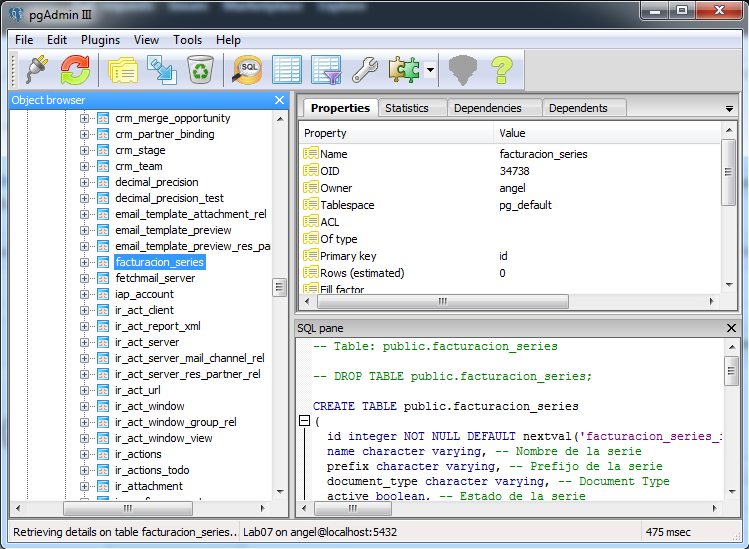 pgAdmin III
File Edit Plugins View Tools Help
SQL
Object browser
crm_merge_opportunity
crm_partner_binding
crm_stage
crm_team
decimal_precision
decimal_precision_test
email_template_attachment_rel
email_template_preview
email_template_preview_res_pa
facturacion_series
fetchmail_server
iap_account
ir_act_client
ir_act_report_xml
ir_act_server
ir_act_server_mail_channel_rel
ir_act_server_res_partner_rel
ir_act_url
ir_act_window
ir_act_window_group_rel
ir_act_window_view
ir_actions
ir_actions_todo
ir_attachment
Properties Statistics Dependencies Dependents
Property Value
Name facturacion_series
OID 34738
Owner angel
Tablespace pg_default
ACL
Of type
Primary key id
Rows (estimated) 0
Fill factor
SQL pane
-- Table: public.facturacion_series
-- DROP TABLE public.facturacion_series;
CREATE TABLE public.facturacion_series
(
id integer NOT NULL DEFAULT nextval('facturacion_series_i
name character varying, -- Nombre de la serie
prefix character varying, -- Prefijo de la serie
document_type character varying, -- Document Type
active boolean, -- Estado de la serie
Retrieving details on table facturacion_series... Lab07 on angel@localhost:5432 475 msec